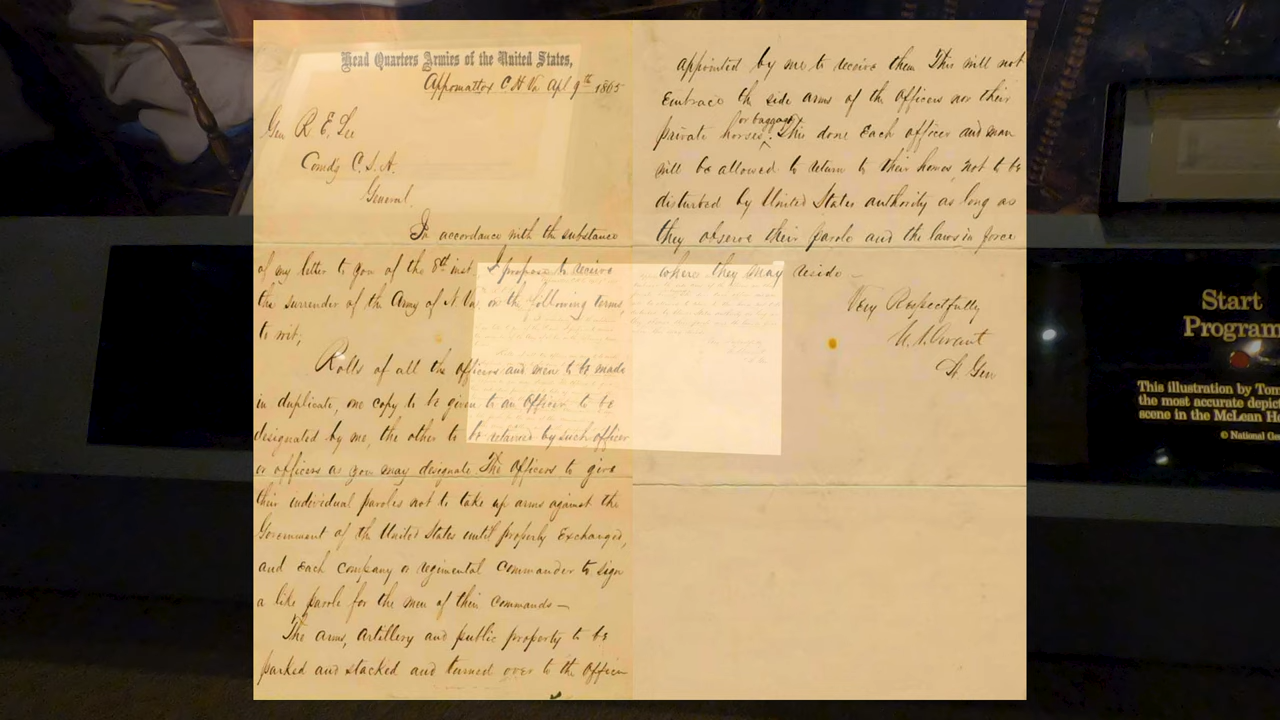 Head Quarters Armies of the United States,
Appomattox C. H. Va. Apl 9th 1865
Gen R. E. Lee
Comd'g C. S. A.
General,
In accordance with the substance
of my letter to you of the 8th inst. I propose to receive
the surrender of the Army of N. Va. on the following terms,
to wit;
Rolls of all the officers and men to be made
in duplicate, one copy to be given to an officer to be
designated by me, the other to be retained by such officer
or officers as you may designate. The officers to give
their individual paroles not to take up arms against the
Government of the United States until properly Exchanged,
and Each company or regimental commander to sign
a like parole for the men of their commands—
The arms, Artillery and public property to be
parked and stacked and turned over to the Officer
appointed by me to receive them This will not
Embrace the side arms of the officers nor their
private horses or baggage. This done Each officer and man
will be allowed to return to their homes, not to be
disturbed by United States authority as long as
they observe their parole and the laws in force
where they may reside—
Very Respectfully
U. S. Grant
Lt. Gen
Start
Program
This illustration by Tom
the most accurate depic
scene in the McLean Ho
© National Ge